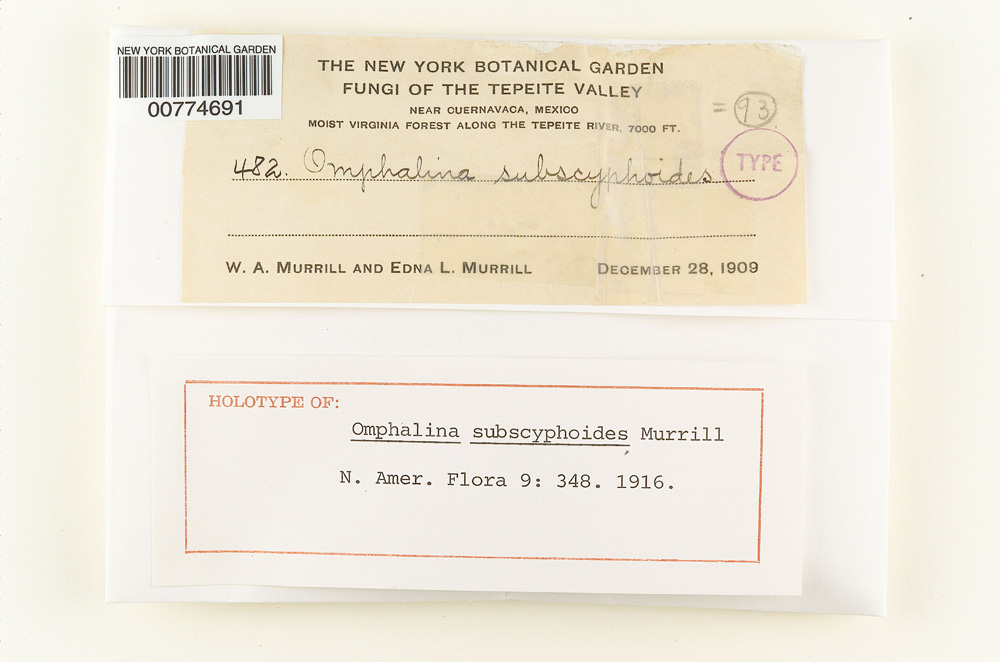 NEW YORK BOTANICAL GARDEN
00774691
THE NEW YORK BOTANICAL GARDEN
FUNGI OF THE TEPEITE VALLEY
NEAR CUERNAVACA, MEXICO
MOIST VIRGINIA FOREST ALONG THE TEPEITE RIVER, 7000 FT.
= 93
TYPE
482. Omphalina subscyphoides
W. A. MURRILL AND EDNA L. MURRILL DECEMBER 28, 1909
HOLOTYPE OF:
Omphalina subscyphoides Murrill
N. Amer. Flora 9: 348. 1916.